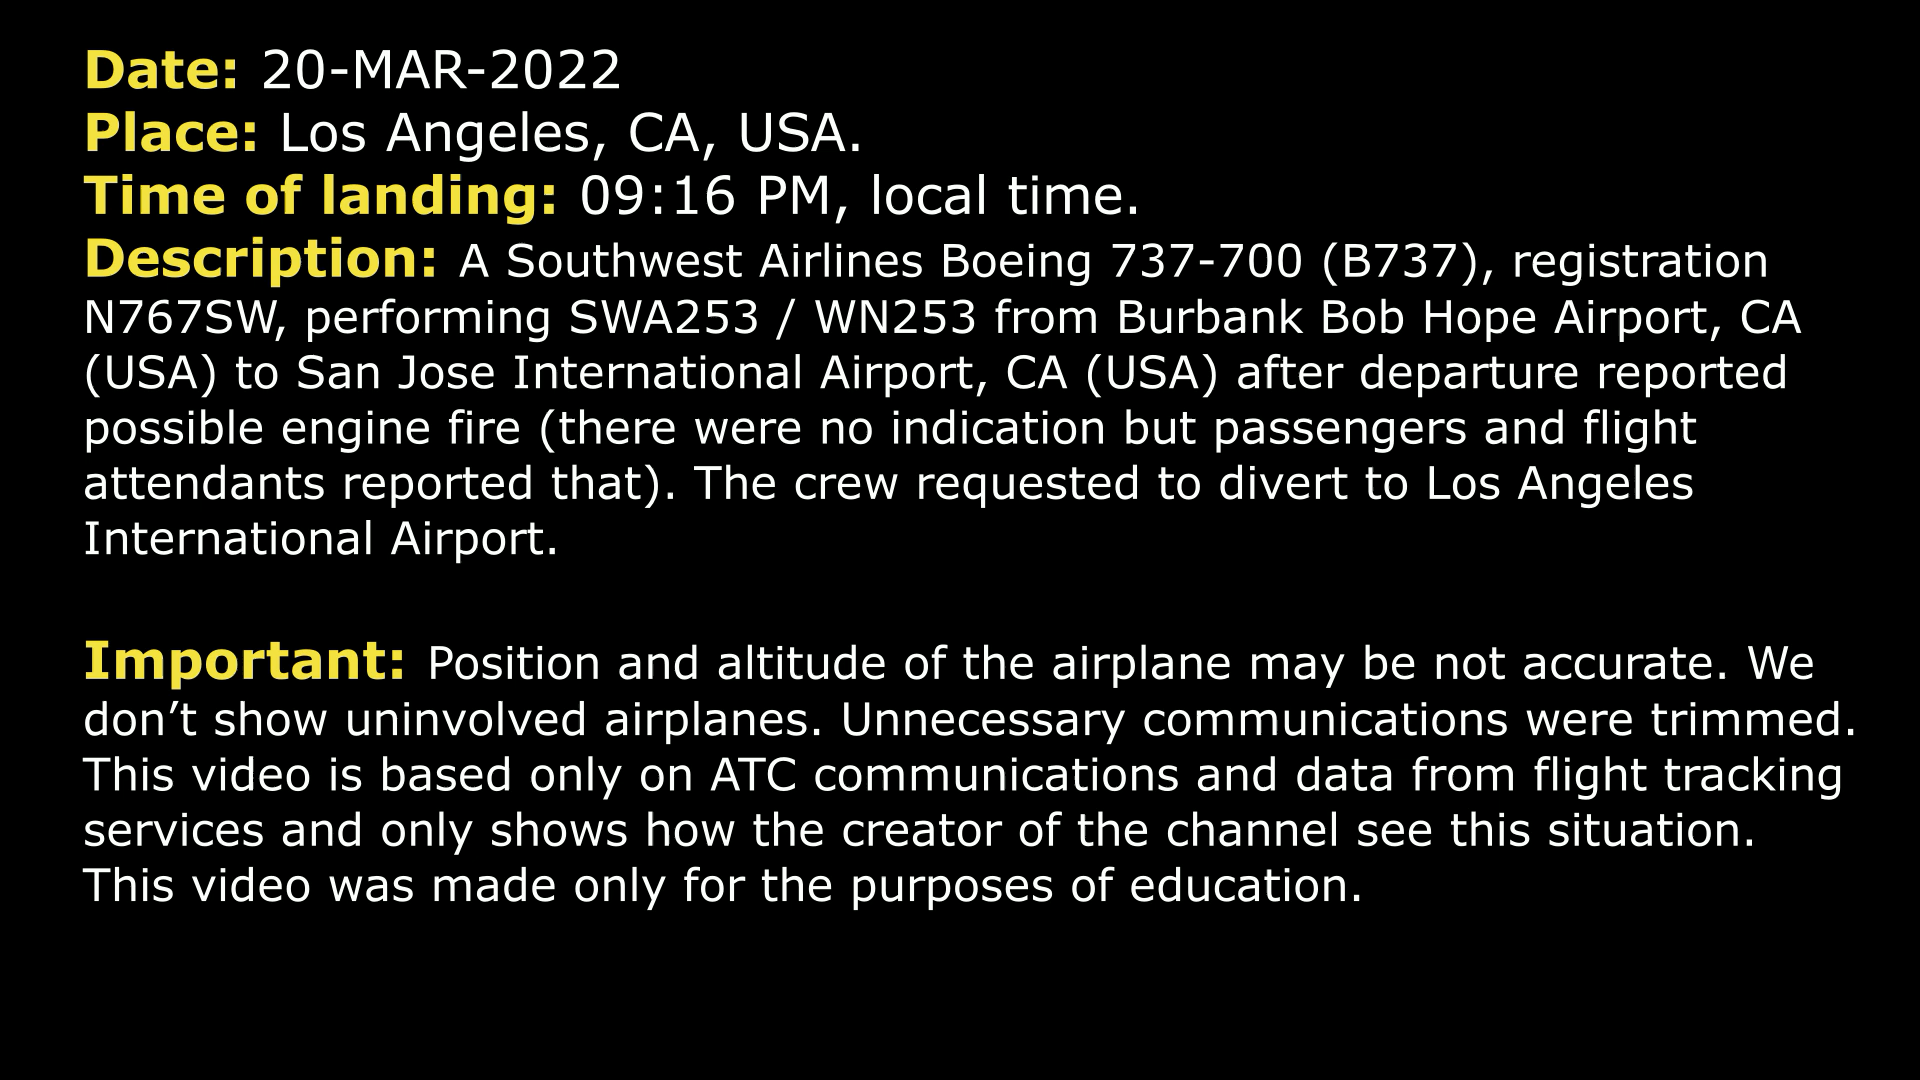 Date: 20-MAR-2022
Place: Los Angeles, CA, USA.
Time of landing: 09:16 PM, local time.
Description: A Southwest Airlines Boeing 737-700 (B737), registration
N767SW, performing SWA253 / WN253 from Burbank Bob Hope Airport, CA
(USA) to San Jose International Airport, CA (USA) after departure reported
possible engine fire (there were no indication but passengers and flight
attendants reported that). The crew requested to divert to Los Angeles
International Airport.
Important: Position and altitude of the airplane may be not accurate. We
don’t show uninvolved airplanes. Unnecessary communications were trimmed.
This video is based only on ATC communications and data from flight tracking
services and only shows how the creator of the channel see this situation.
This video was made only for the purposes of education.